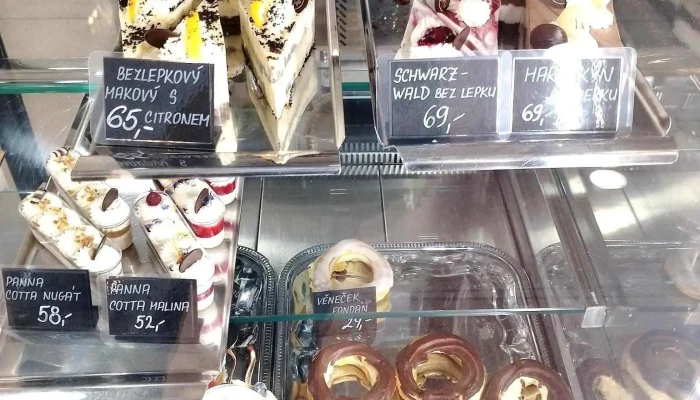 BEZLEPKOVÝ
MAKOVÝ S
65,- CITRONEM
SCHWARZ-
WALD BEZ LEPKU
69,-
69,-
PANNA
COTTA NUGÁT
58,-
PANNA
COTTA MALINA
52,-
VĚNEČEK
FONDÁN
24,-